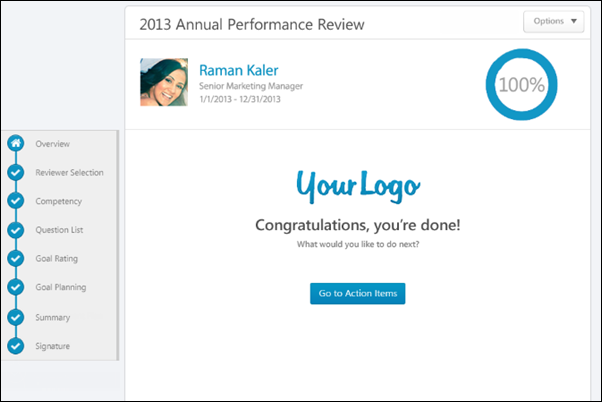 2013 Annual Performance Review
Options
Raman Kaler
Senior Marketing Manager
1/1/2013 - 12/31/2013
100%
Overview
Reviewer Selection
Competency
Question List
Goal Rating
Goal Planning
Summary
Signature
Your Logo
Congratulations, you're done!
What would you like to do next?
Go to Action Items